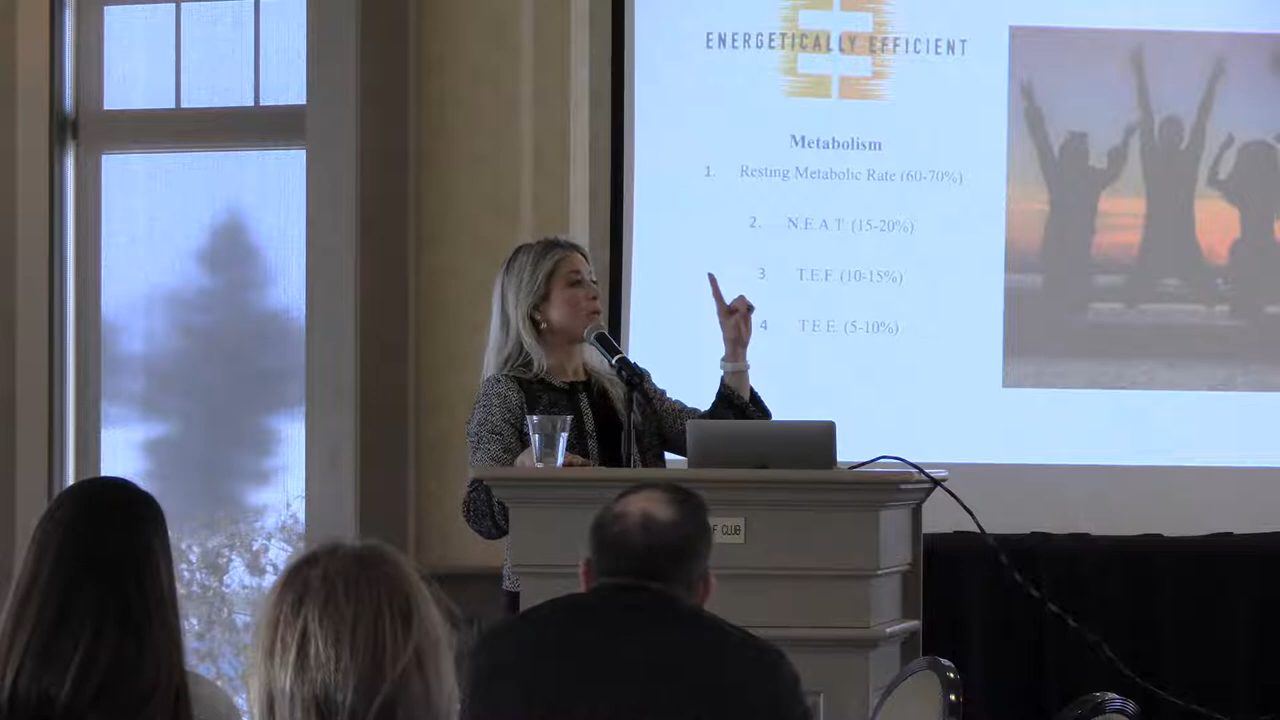 ENERGETICALLY EFFICIENT
Metabolism
1. Resting Metabolic Rate (60-70%)
2. N.E.A.T. (15-20%)
3 T.E.F. (10-15%)
4 T.E.E. (5-10%)
F CLUB